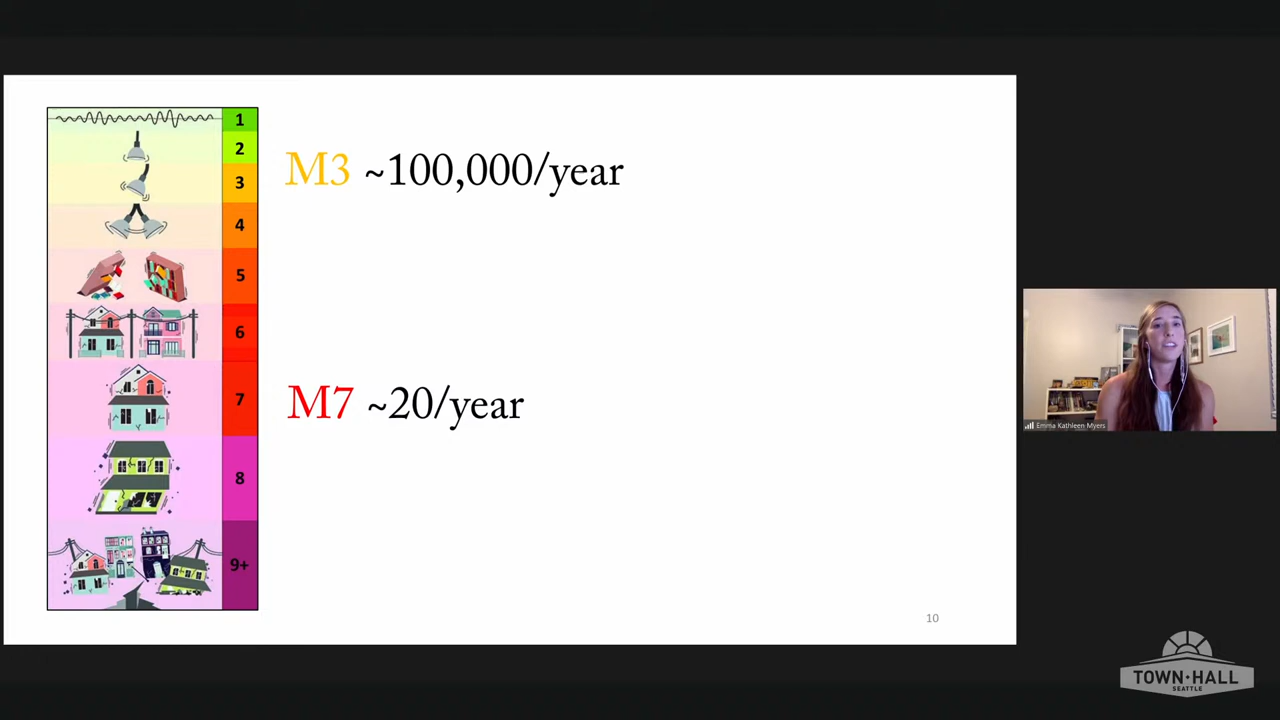 1
2
3
4
5
6
7
8
9+
M3 ~100,000/year
M7 ~20/year
10
Emma Kathleen Myers
TOWN·HALL
SEATTLE